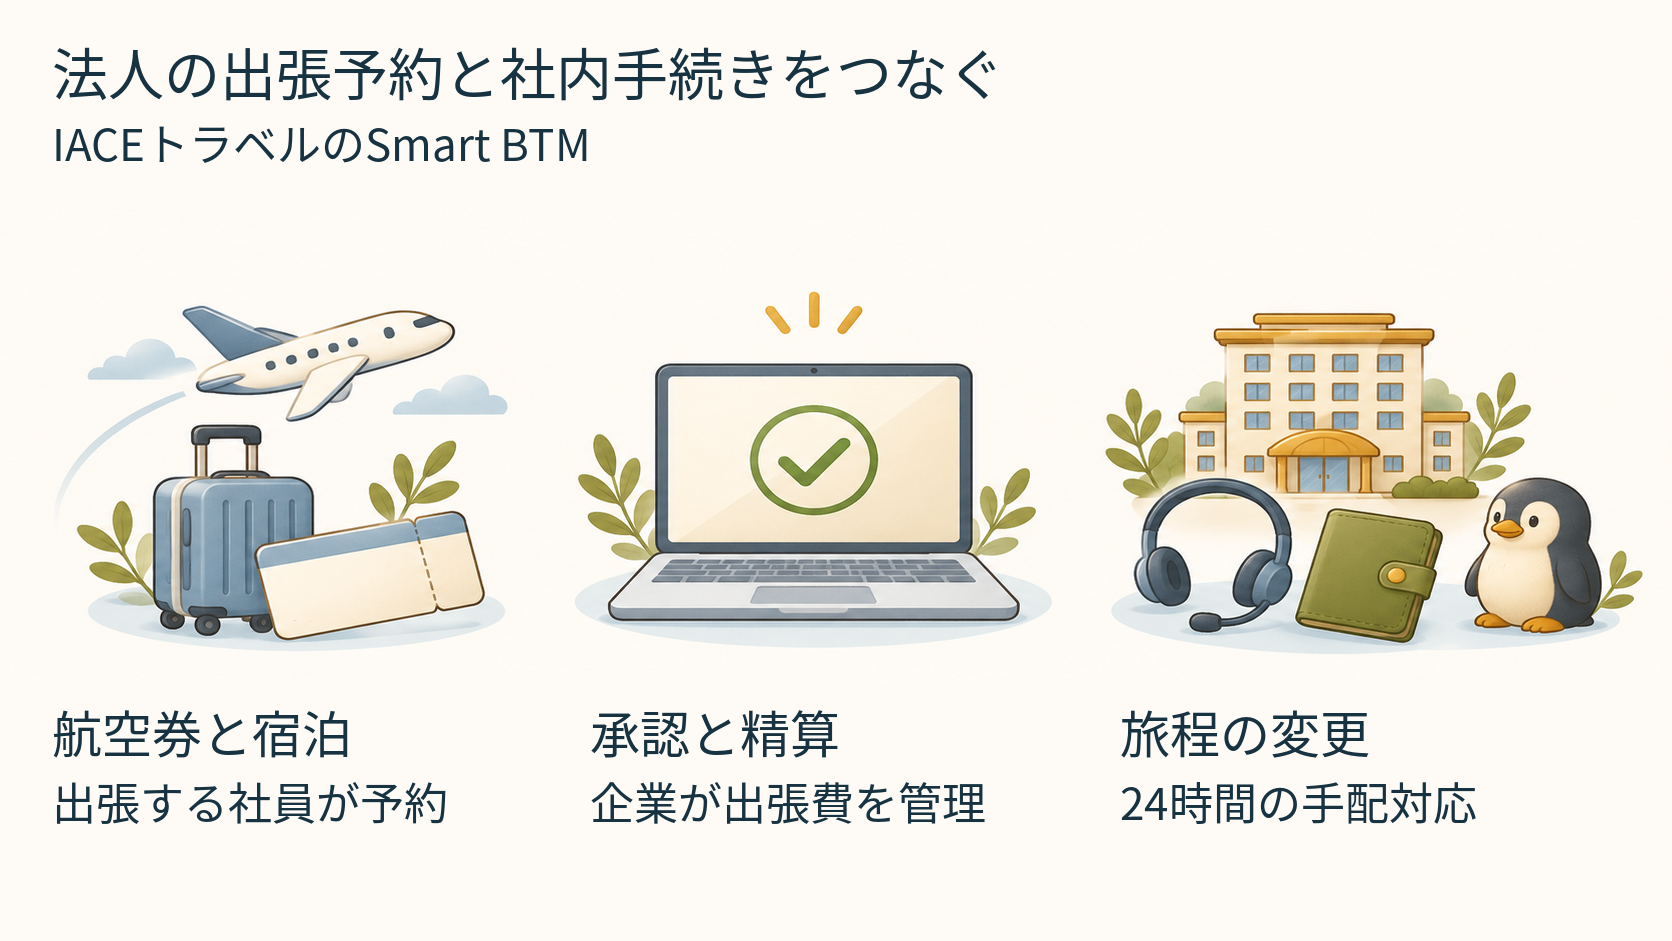 法人の出張予約と社内手続きをつなぐ
IACEトラベルのSmart BTM
航空券と宿泊
出張する社員が予約
承認と精算
企業が出張費を管理
旅程の変更
24時間の手配対応